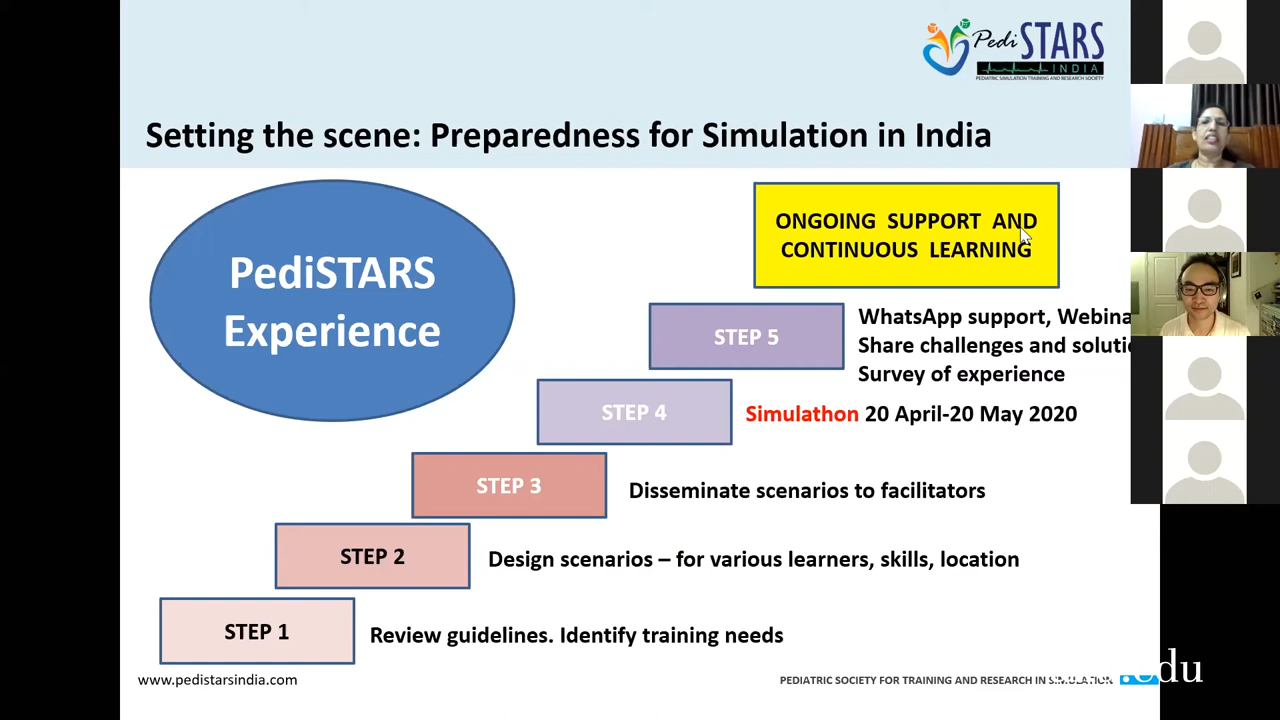 Pedi STARS
INDIA
PEDIATRIC SIMULATION TRAINING AND RESEARCH SOCIETY
Setting the scene: Preparedness for Simulation in India
PediSTARS
Experience
ONGOING SUPPORT AND
CONTINUOUS LEARNING
STEP 5
WhatsApp support,
Share challenges and
Survey of experience
STEP 4
Simulathon 20 April-20 May 2020
STEP 3
Disseminate scenarios to facilitators
STEP 2
Design scenarios – for various learners, skills, location
STEP 1
Review guidelines. Identify training needs
www.pedistarsindia.com
PEDIATRIC SOCIETY FOR TRAINING AND RESEARCH IN SIMULATION